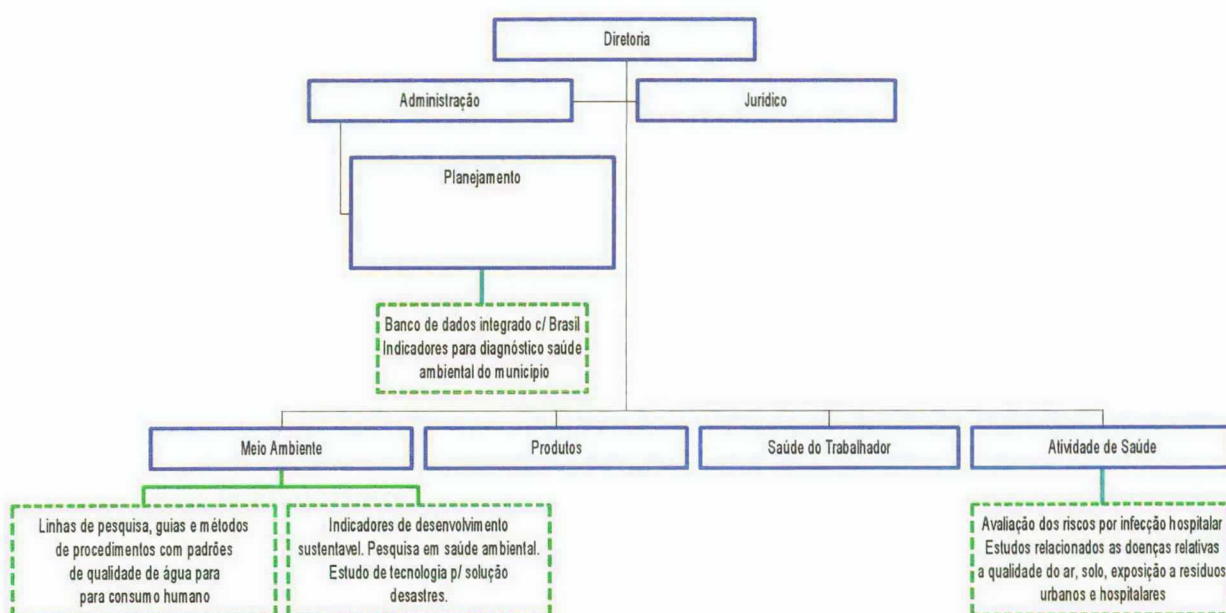 Diretoria
Administração
Juridico
Planejamento
Banco de dados integrado c/ Brasil
Indicadores para diagnóstico saúde
ambiental do município
Meio Ambiente
Produtos
Saúde do Trabalhador
Atividade de Saúde
Linhas de pesquisa, guias e métodos
de procedimentos com padrões
de qualidade de água para
para consumo humano
Indicadores de desenvolvimento
sustentavel. Pesquisa em saúde ambiental.
Estudo de tecnologia p/ solução
desastres.
Avaliação dos riscos por infecção hospitalar
Estudos relacionados as doenças relativas
a qualidade do ar, solo, exposição a residuos
urbanos e hospitalares